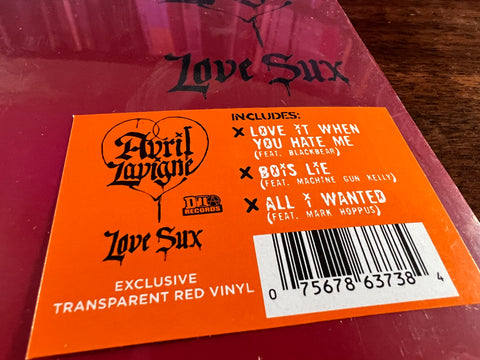 Love Sux
Avril
Lavigne
DTA
RECORDS
Love Sux
EXCLUSIVE
TRANSPARENT RED VINYL
INCLUDES:
X LOVE iT WHEN
YOU HATE ME
(FEAT. BLACKBEAR)
X BOiS LiE
(FEAT. MACHINE GUN KELLY)
X ALL i WANTED
(FEAT. MARK HOPPUS)
0 75678 63738 4